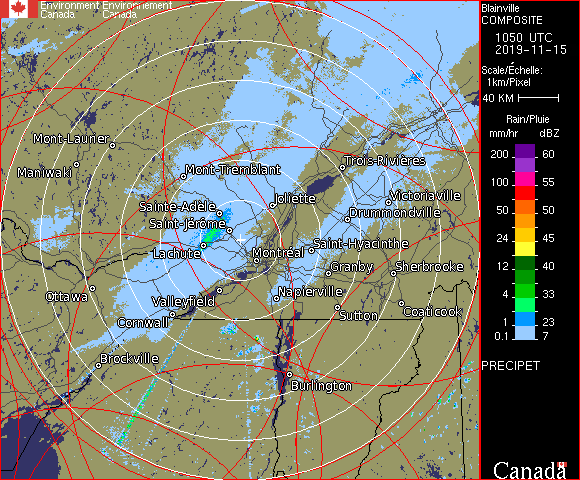 Environment Environnement
Canada Canada
Blainville
COMPOSITE
1050 UTC
2019-11-15
Scale/Échelle:
1km/Pixel
40 KM
Rain/Pluie
mm/hr dBZ
200 60
100 55
50 50
24 45
12 40
4 33
1 23
0.1 7
PRECIPET
Canada
Mont-Laurier
Maniwaki
Mont-Tremblant
Trois-Rivières
Sainte-Adèle
Joliette
Victoriaville
Drummondville
Saint-Jérôme
Lachute
Montréal
Saint-Hyacinthe
Granby
Sherbrooke
Ottawa
Valleyfield
Napierville
Cornwall
Sutton
Coaticook
Brockville
Burlington